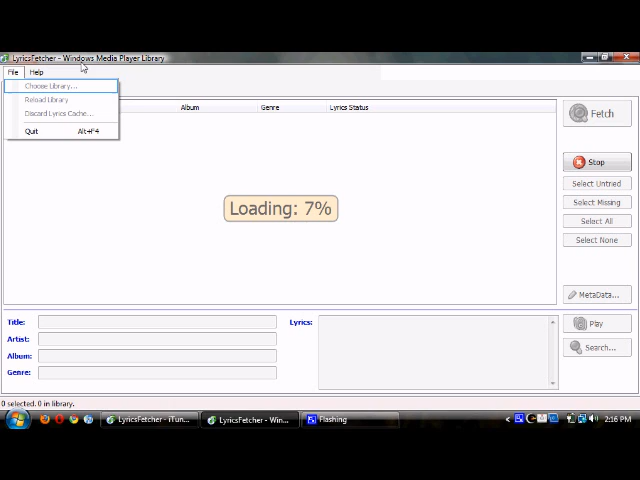 LyricsFetcher - Windows Media Player Library
File Help
Choose Library...
Reload Library
Discard Lyrics Cache...
Quit Alt+F4
Album Genre Lyrics Status
Loading: 7%
Fetch
Stop
Select Untried
Select Missing
Select All
Select None
MetaData...
Play
Search...
Title:
Artist:
Album:
Genre:
Lyrics:
0 selected. 0 in library.
LyricsFetcher - iTun...
LyricsFetcher - Win...
Flashing
2:16 PM